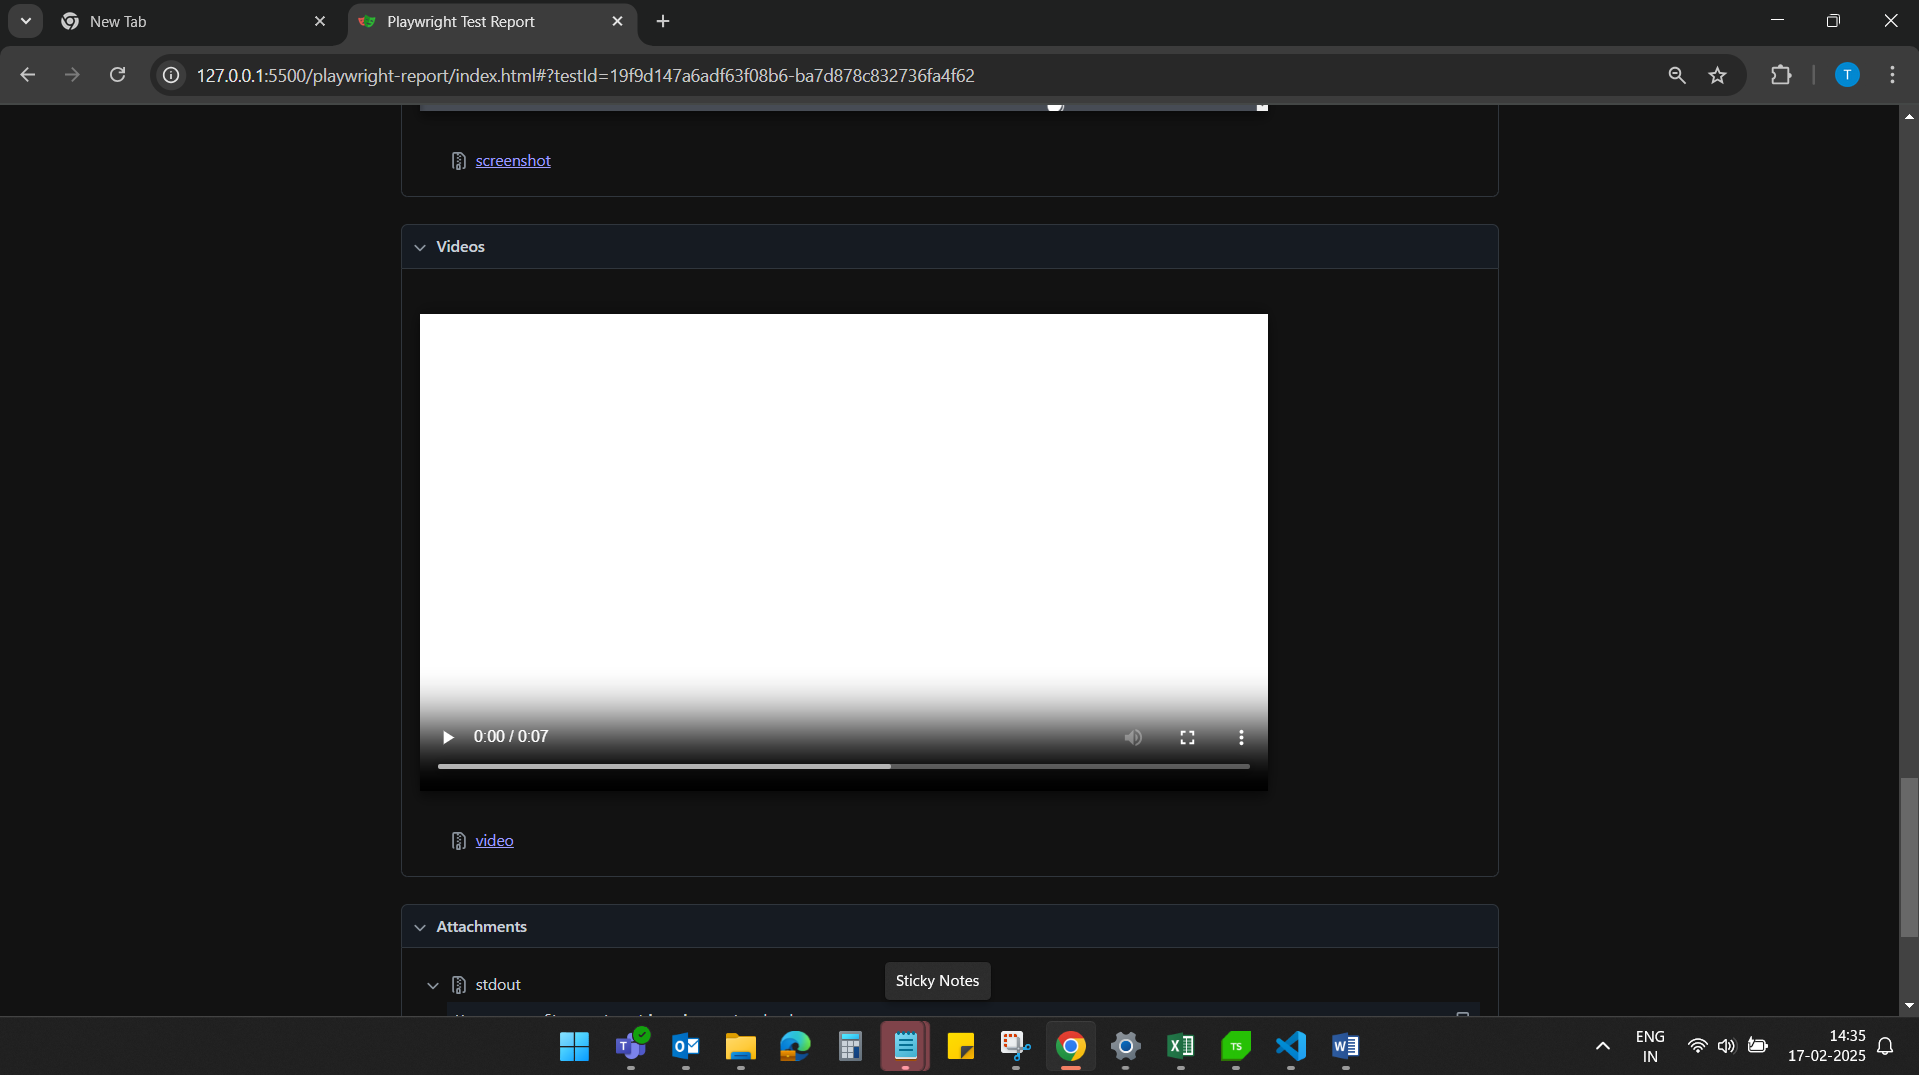 New Tab
Playwright Test Report
127.0.0.1:5500/playwright-report/index.html#?testId=19f9d147a6adf63f08b6-ba7d878c832736fa4f62
T
screenshot
Videos
0:00 / 0:07
video
Attachments
stdout
Sticky Notes
ENG
IN
14:35
17-02-2025